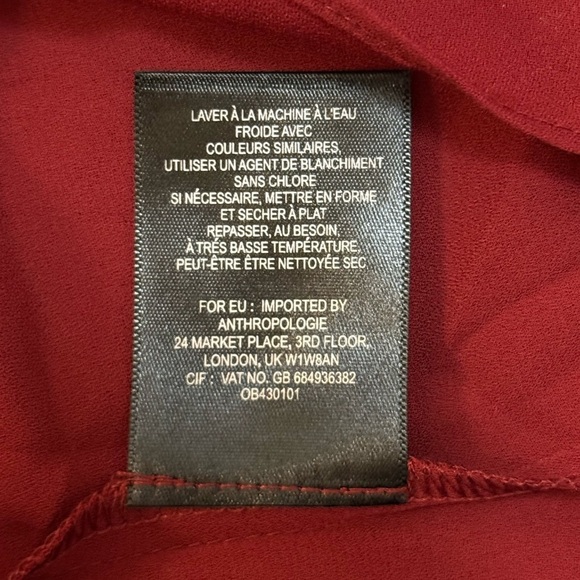 LAVER À LA MACHINE À L'EAU
FROIDE AVEC
COULEURS SIMILAIRES,
UTILISER UN AGENT DE BLANCHIMENT
SANS CHLORE
SI NÉCESSAIRE, METTRE EN FORME
ET SECHER À PLAT
REPASSER, AU BESOIN,
À TRÉS BASSE TEMPÉRATURE,
PEUT-ÊTRE ÊTRE NETTOYÉE SEC
FOR EU : IMPORTED BY
ANTHROPOLOGIE
24 MARKET PLACE, 3RD FLOOR,
LONDON, UK W1W8AN
CIF : VAT NO. GB 684936382
OB430101